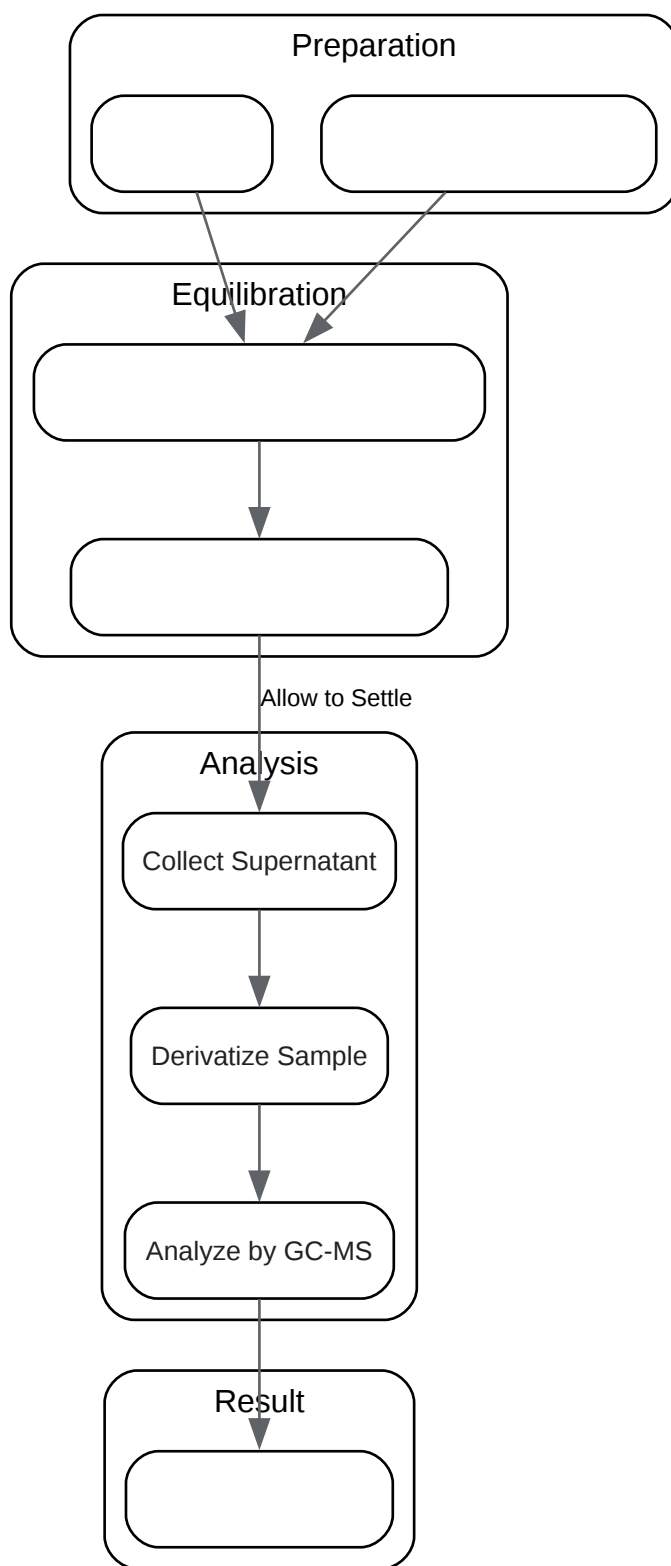 Preparation
Equilibration
Allow to Settle
Analysis
Collect Supernatant
Derivatize Sample
Analyze by GC-MS
Result